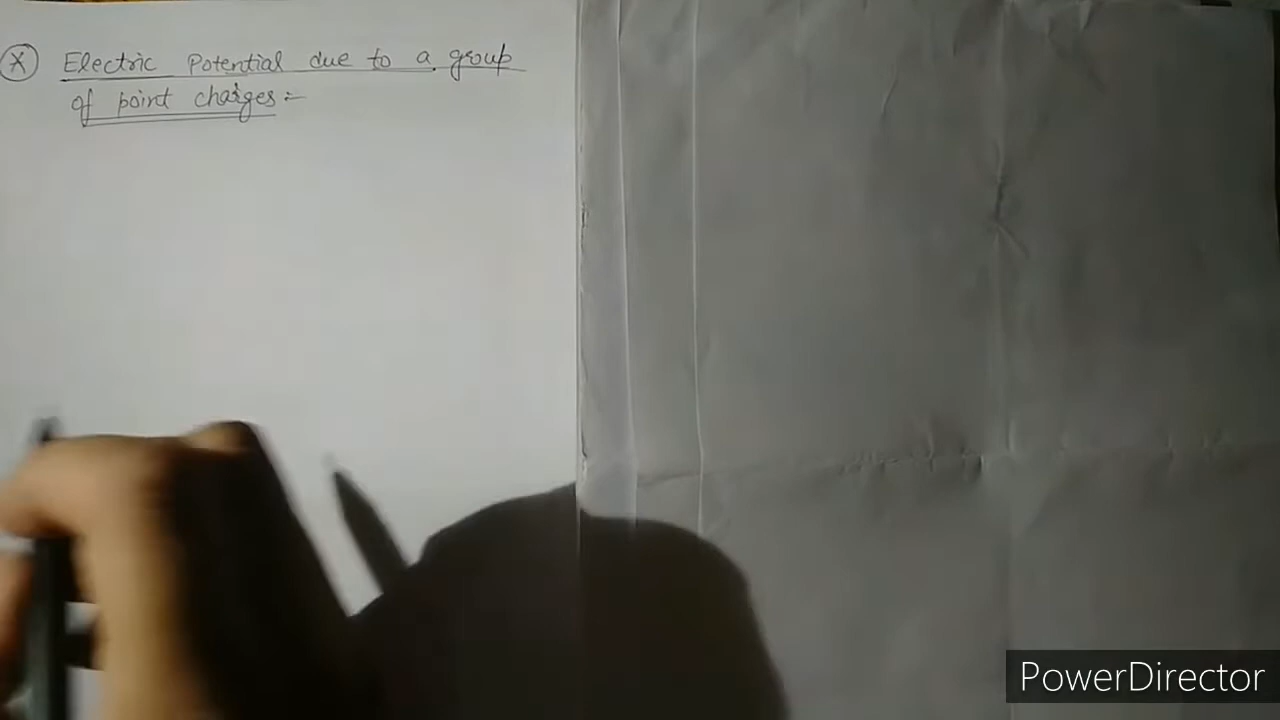 X Electric Potential due to a group
of point charges :-
PowerDirector